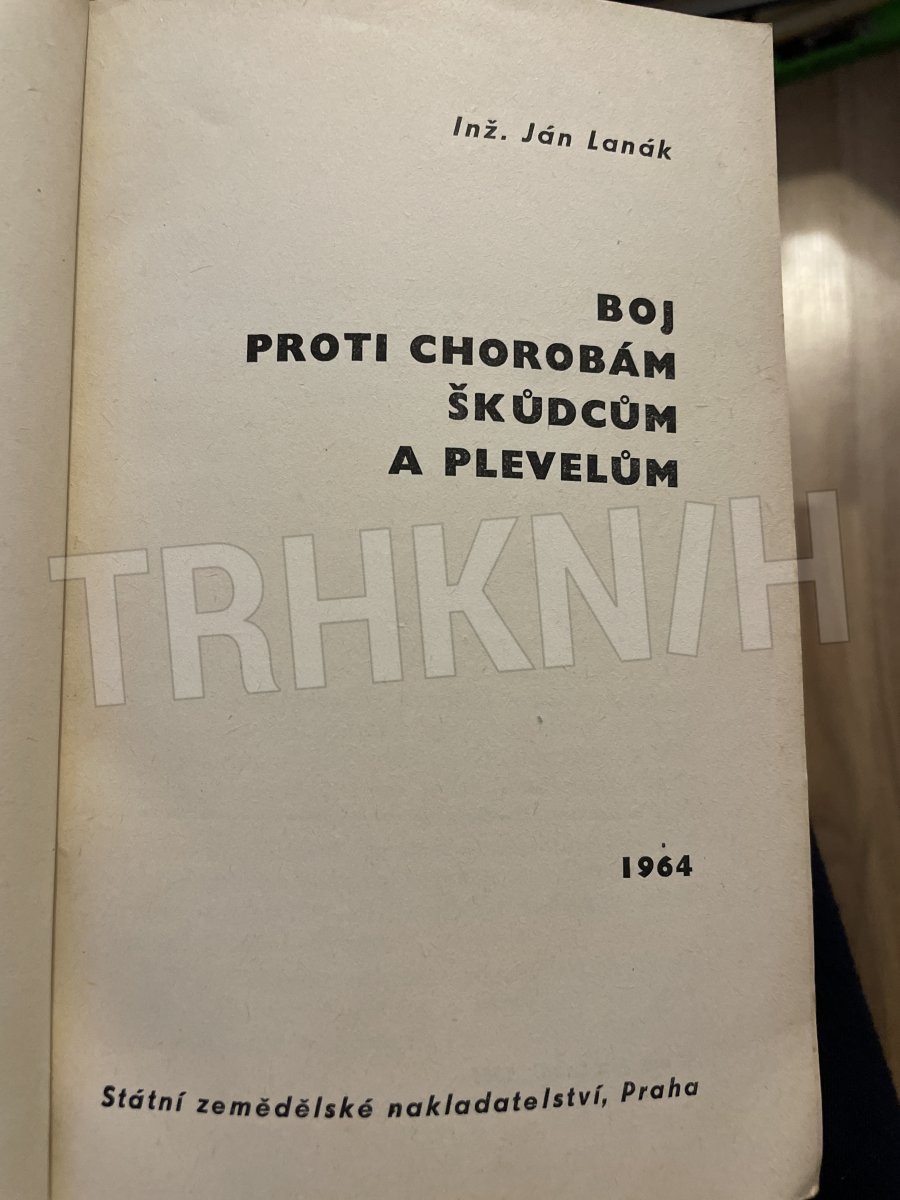 Inž. Ján Lanák
BOJ
PROTI CHOROBÁM
ŠKŮDCŮM
A PLEVELŮM
TRHKNIH
1964
Státní zemědělské nakladatelství, Praha